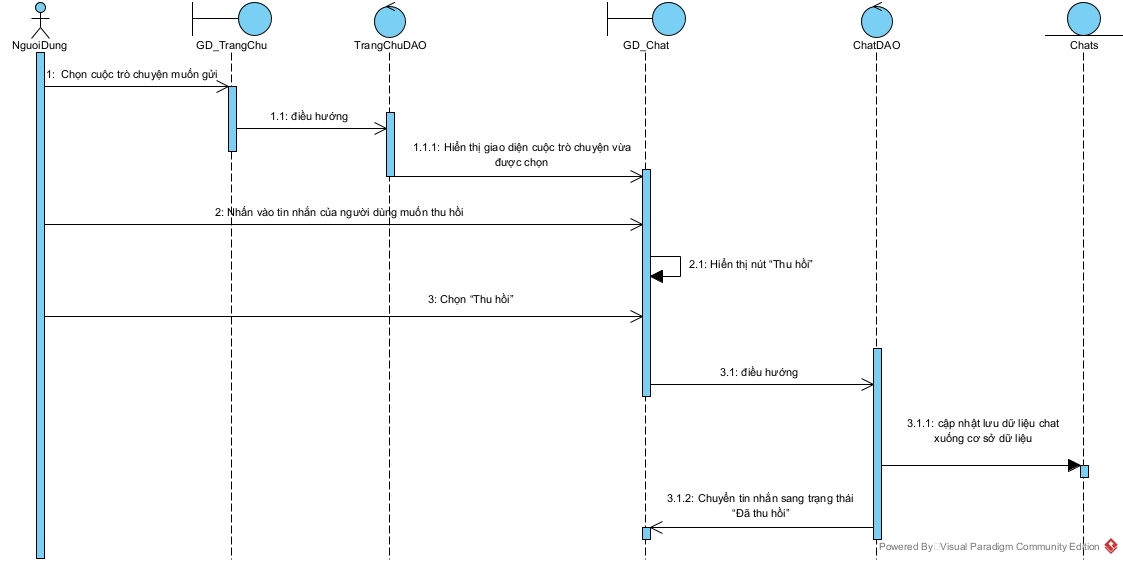 NguoiDung
GD_TrangChu
TrangChuDAO
GD_Chat
ChatDAO
Chats
1: Chọn cuộc trò chuyện muốn gửi
1.1: điều hướng
1.1.1: Hiển thị giao diện cuộc trò chuyện vừa
được chọn
2: Nhấn vào tin nhắn của người dùng muốn thu hồi
2.1: Hiển thị nút “Thu hồi”
3: Chọn “Thu hồi”
3.1: điều hướng
3.1.1: cập nhật lưu dữ liệu chat
xuống cơ sở dữ liệu
3.1.2: Chuyển tin nhắn sang trạng thái
“Đã thu hồi”
Powered By Visual Paradigm Community Edition